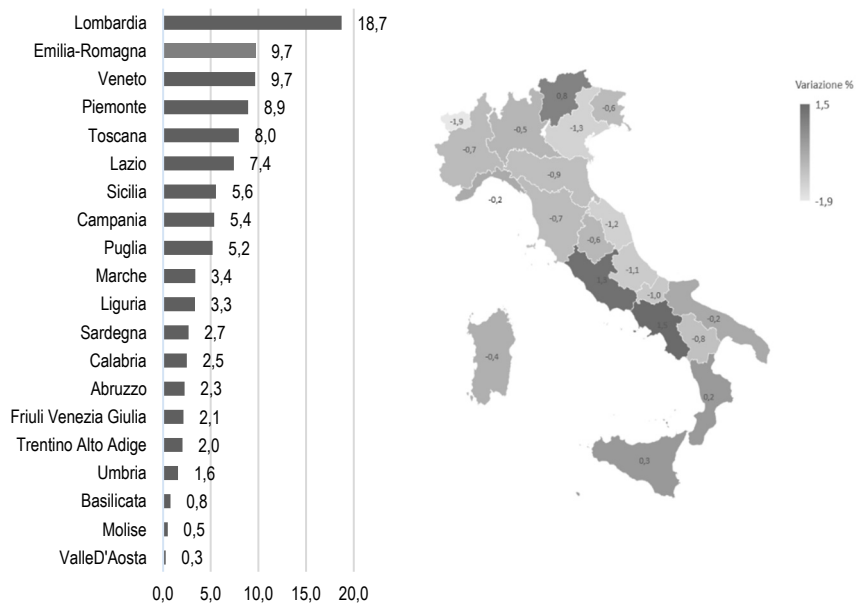 Lombardia 18,7
Emilia-Romagna 9,7
Veneto 9,7
Piemonte 8,9
Toscana 8,0
Lazio 7,4
Sicilia 5,6
Campania 5,4
Puglia 5,2
Marche 3,4
Liguria 3,3
Sardegna 2,7
Calabria 2,5
Abruzzo 2,3
Friuli Venezia Giulia 2,1
Trentino Alto Adige 2,0
Umbria 1,6
Basilicata 0,8
Molise 0,5
ValleD'Aosta 0,3
0,0 5,0 10,0 15,0 20,0
Variazione %
1,5
-1,9
0,8
-0,6
-1,9
-0,5
-1,3
-0,7
-0,9
-0,2
-0,7
-1,2
-0,6
-1,1
-1,0
-0,2
-0,8
-0,4
0,2
0,3